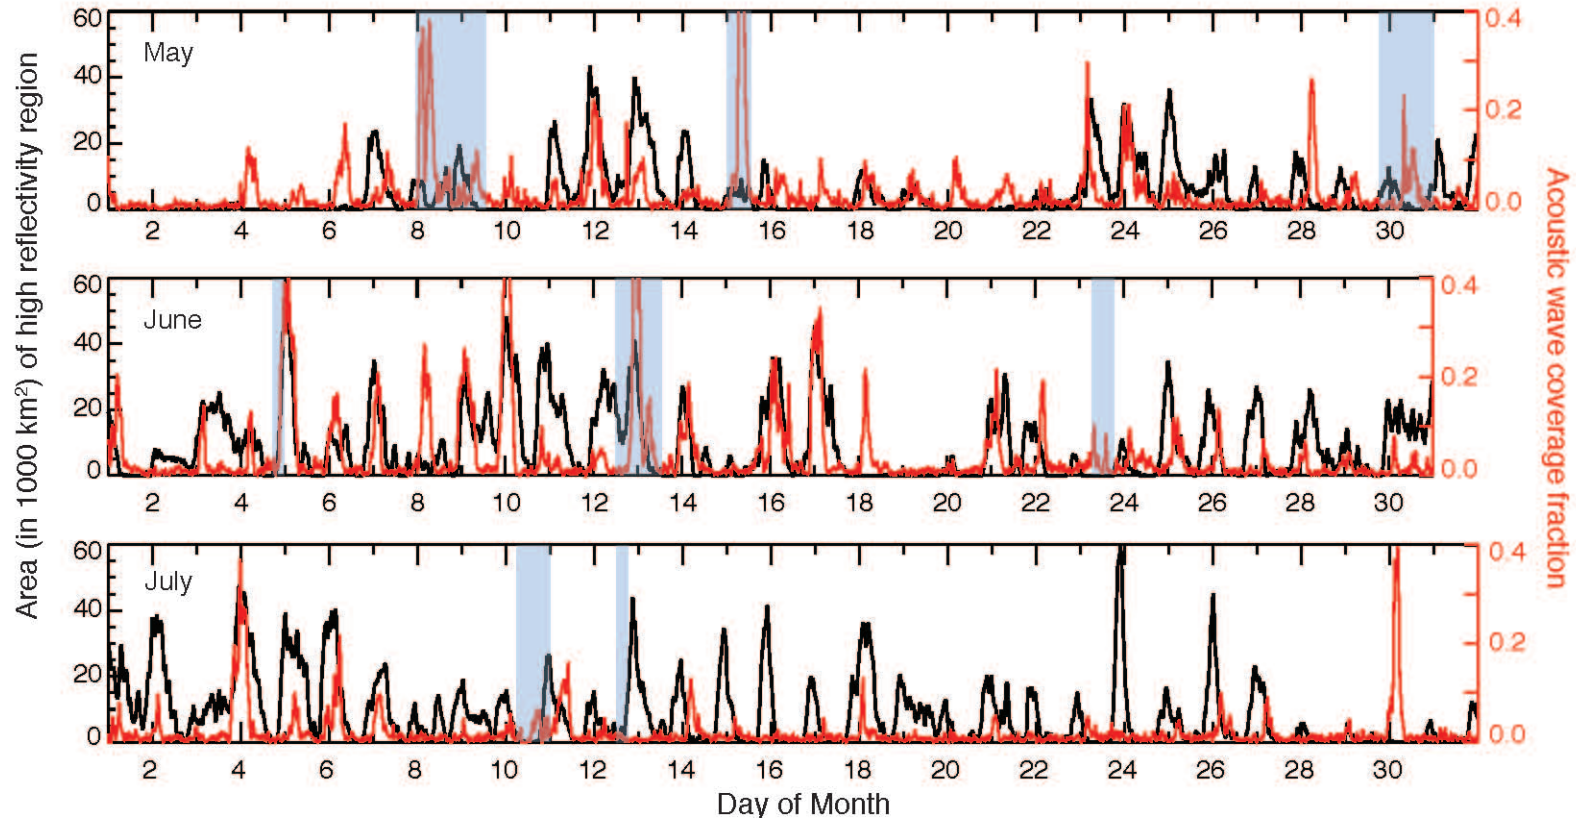 Area (in 1000 km²) of high reflectivity region
May
60
40
20
0
0.4
0.2
0.0
2 4 6 8 10 12 14 16 18 20 22 24 26 28 30
June
60
40
20
0
0.4
0.2
0.0
2 4 6 8 10 12 14 16 18 20 22 24 26 28 30
July
60
40
20
0
0.4
0.2
0.0
2 4 6 8 10 12 14 16 18 20 22 24 26 28 30
Day of Month
Acoustic wave coverage fraction